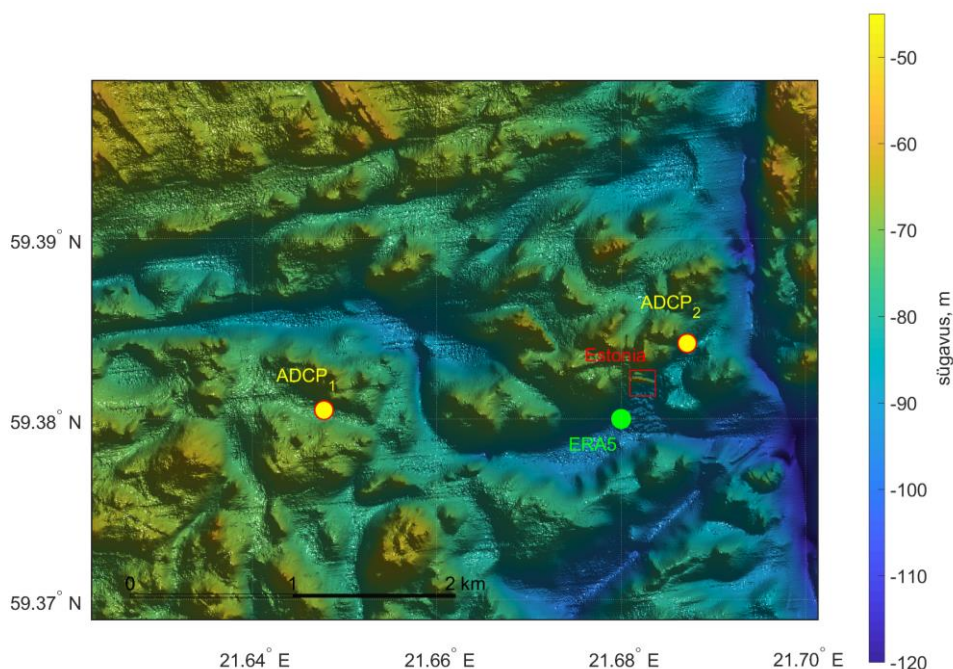 -50
-60
-70
-80
-90
-100
-110
-120
sügavus, m
59.39° N
59.38° N
59.37° N
ADCP2
Estonia
ADCP1
ERA5
0 1 2 km
21.64° E 21.66° E 21.68° E 21.70° E